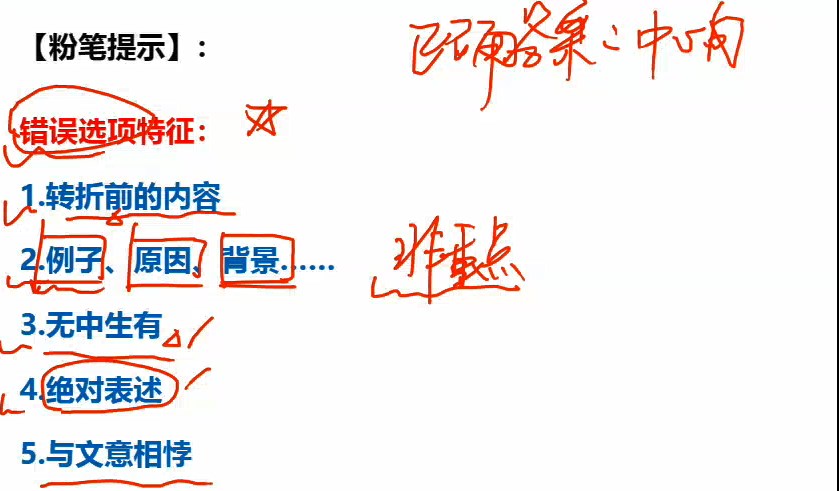 【粉笔提示】：
正确答案：中心句
错误选项特征：
1.转折前的内容
2.例子、原因、背景……
非重点
3.无中生有
4.绝对表述
5.与文意相悖